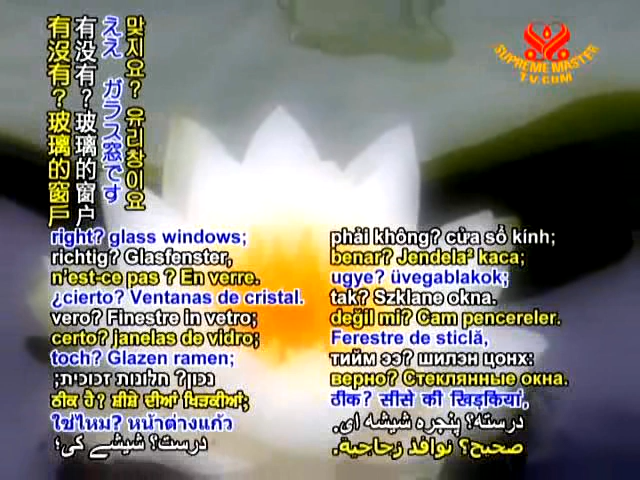 맞지요? 유리창이요
ええ ガラス窓です
有没有？玻璃的窗户
有沒有？玻璃的窗戶
SUPREME MASTER
TV.COM
right? glass windows;
richtig? Glasfenster,
n'est-ce pas ? En verre.
¿cierto? Ventanas de cristal.
vero? Finestre in vetro;
certo? janelas de vidro;
toch? Glazen ramen;
נכון? חלונות זכוכית;
ਠੀਕ ਹੈ? ਸ਼ੀਸ਼ੇ ਦੀਆਂ ਖਿੜਕੀਆਂ;
ใช่ไหม? หน้าต่างแก้ว
درست؟ شیشے کی؛
phải không? cửa sổ kính;
benar? Jendela² kaca;
ugye? üvegablakok;
tak? Szklane okna.
değil mi? Cam pencereler.
Ferestre de sticlă,
тийм ээ? шилэн цонх:
верно? Стеклянные окна.
ठीक? सीसे की खिड़कियां,
درسته؟ پنجره شیشه ای.
صحيح؟ نوافذ زجاجية.